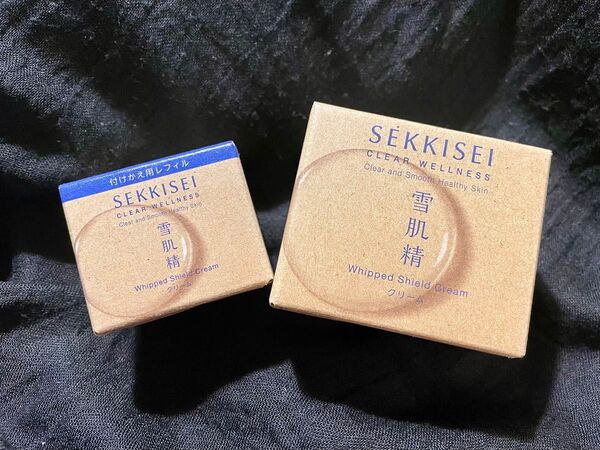 付けかえ用レフィル
SEKKISEI
CLEAR WELLNESS
Clear and Smooth Healthy Skin
雪肌精
Whipped Shield Cream
クリーム
SEKKISEI
CLEAR WELLNESS
Clear and Smooth Healthy Skin
雪肌精
Whipped Shield Cream
クリーム